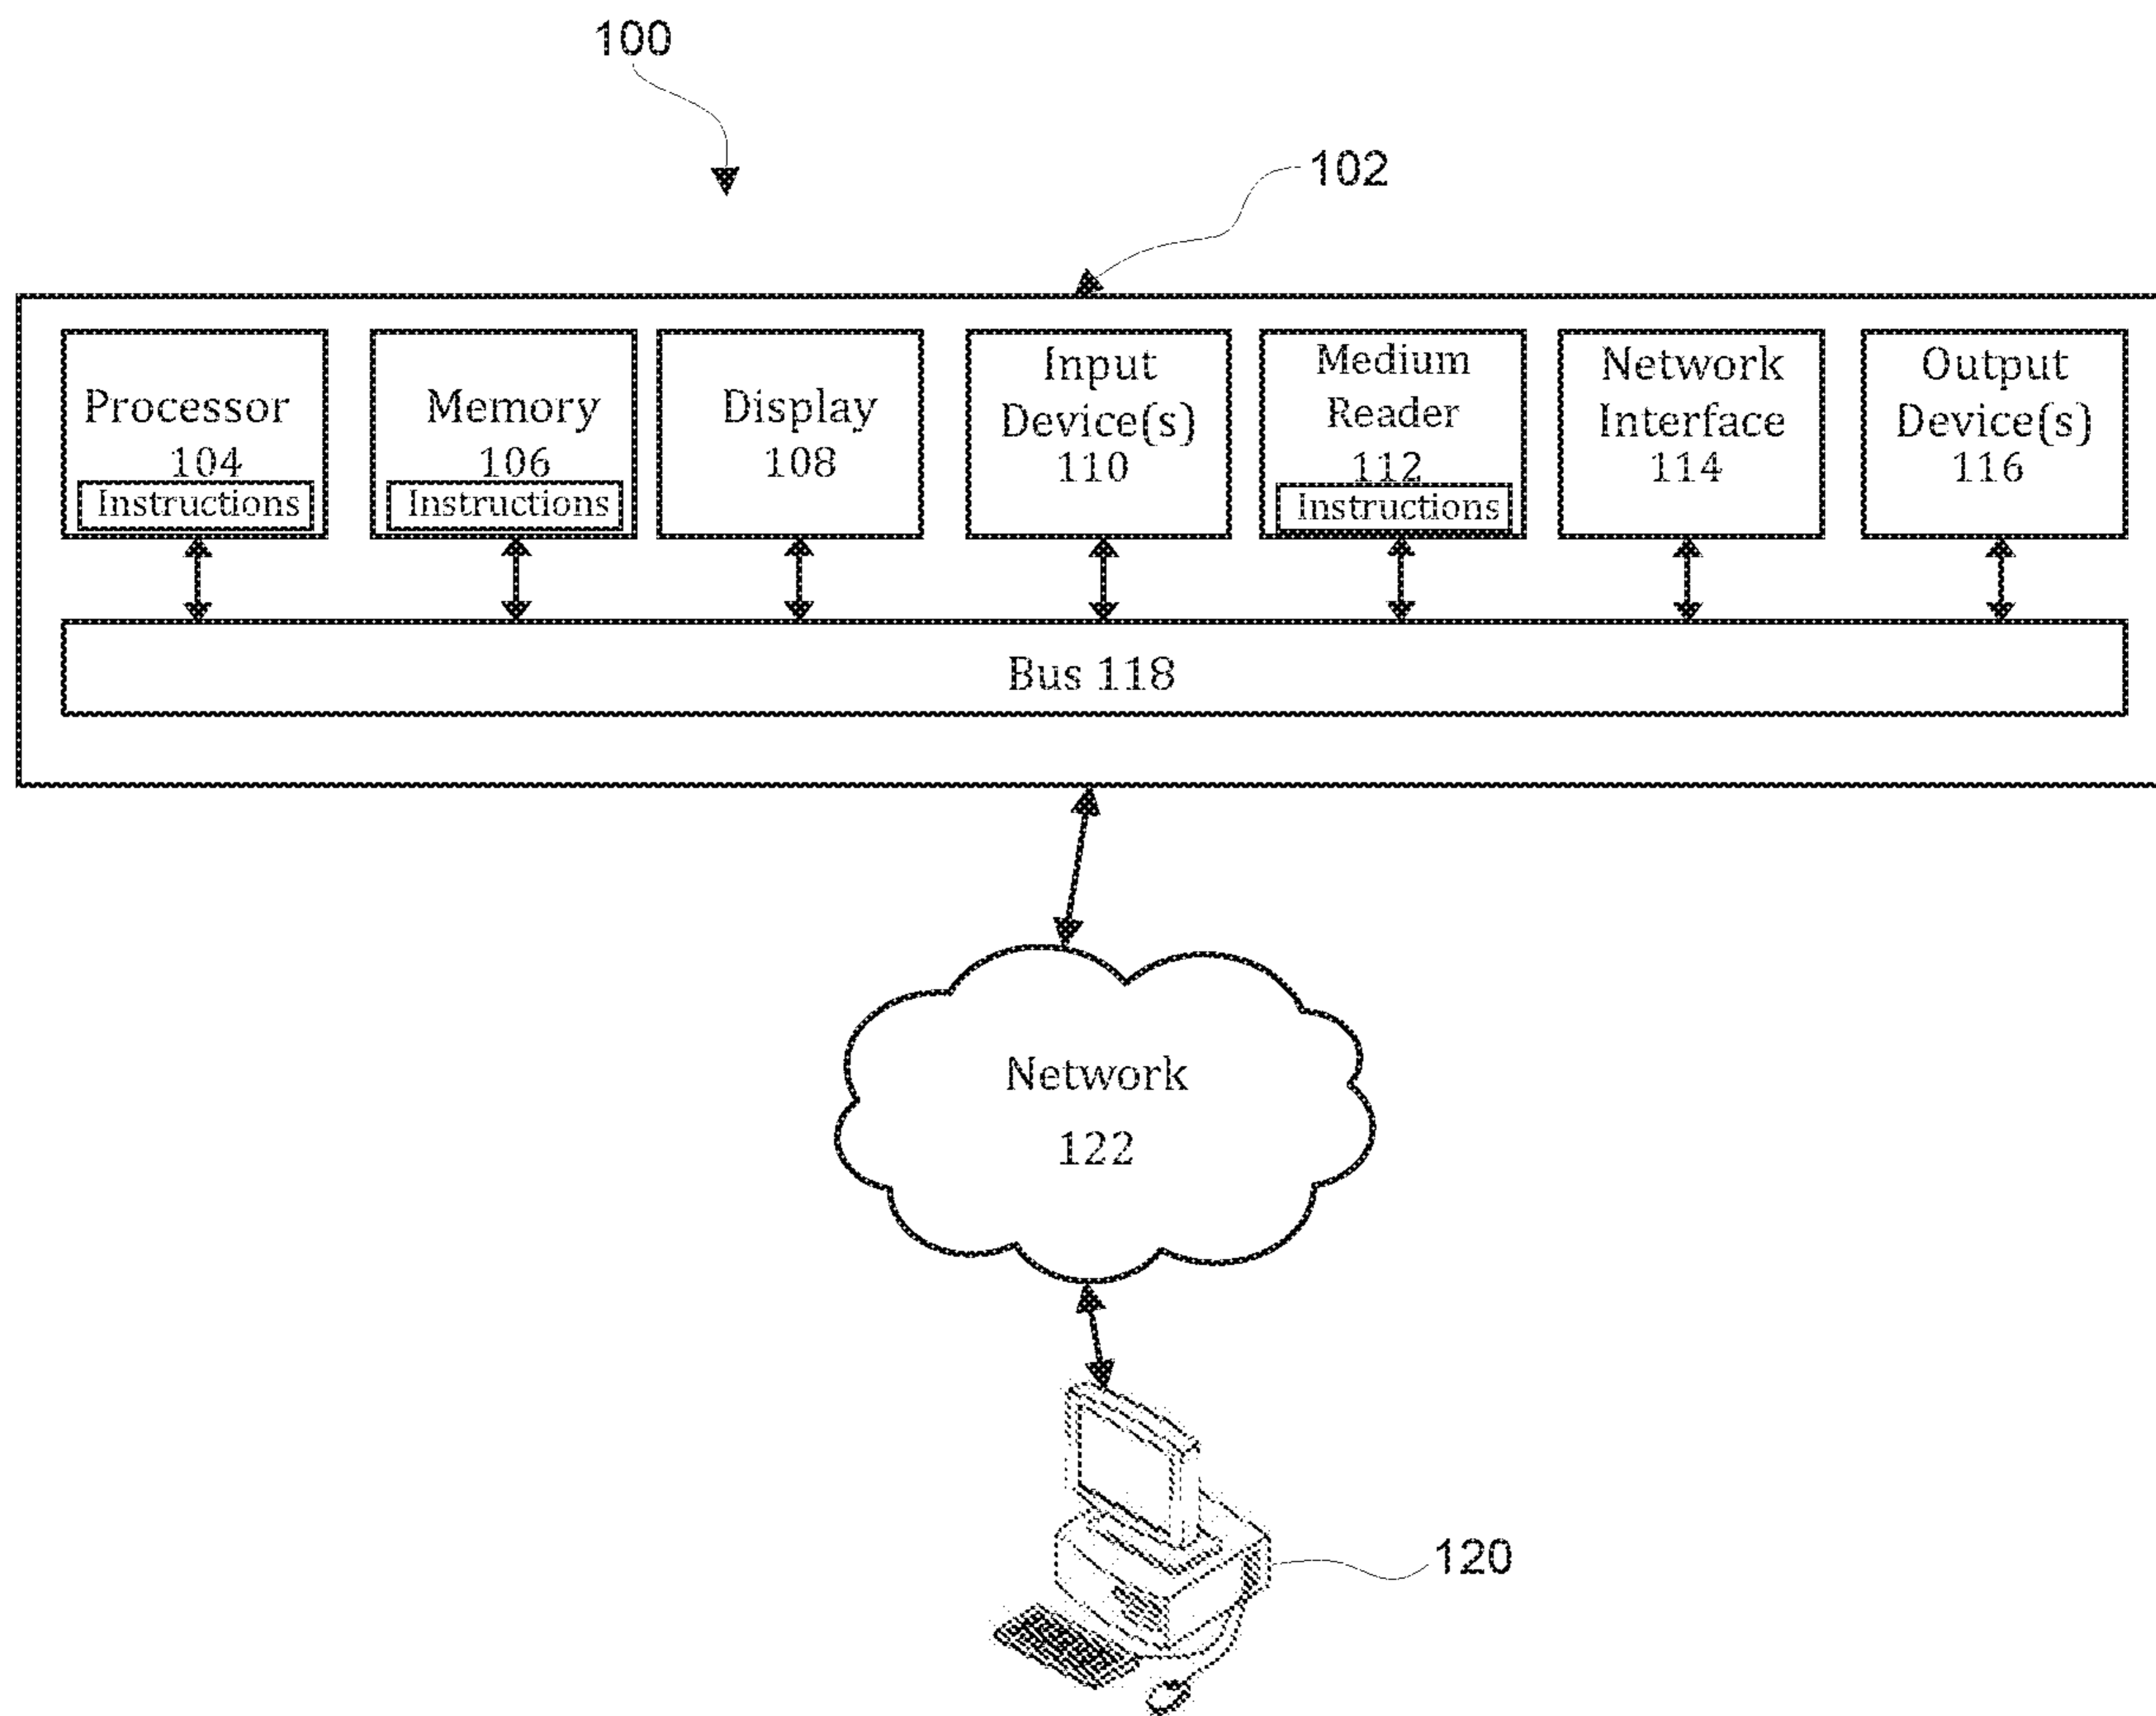 100
102
Processor
104
Instructions
Memory
106
Instructions
Display
108
Input
Device(s)
110
Medium
Reader
112
Instructions
Network
Interface
114
Output
Device(s)
116
Bus 118
Network
122
120